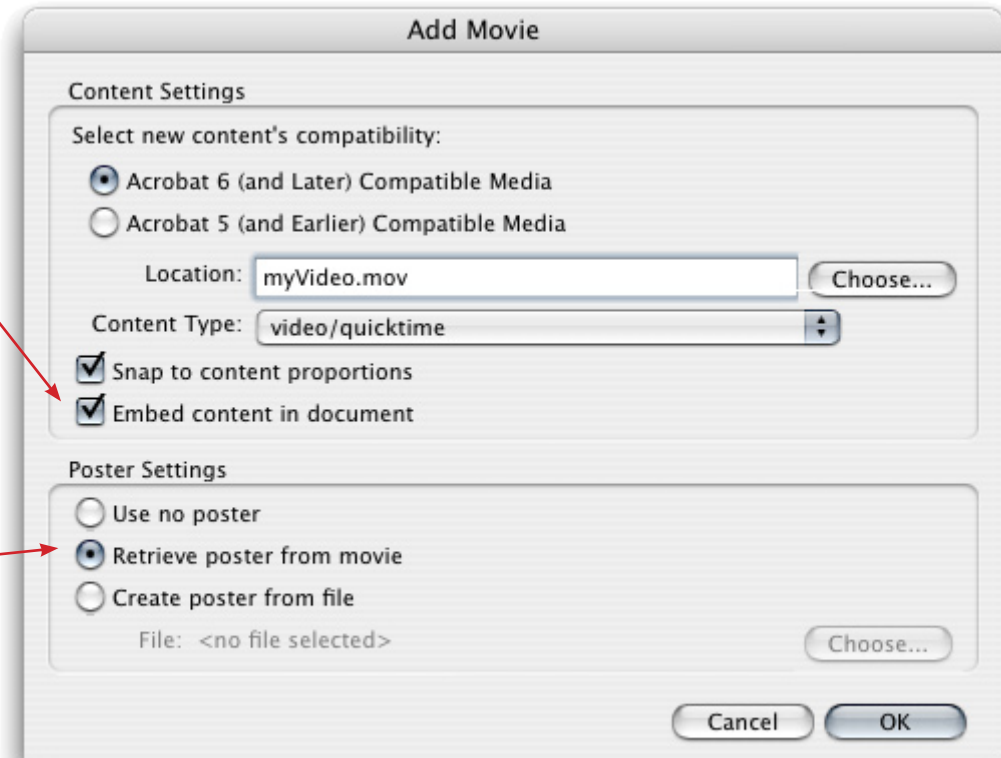 Add Movie
Content Settings
Select new content's compatibility:
Acrobat 6 (and Later) Compatible Media
Acrobat 5 (and Earlier) Compatible Media
Location: myVideo.mov Choose...
Content Type: video/quicktime
Snap to content proportions
Embed content in document
Poster Settings
Use no poster
Retrieve poster from movie
Create poster from file
File: <no file selected> Choose...
Cancel OK